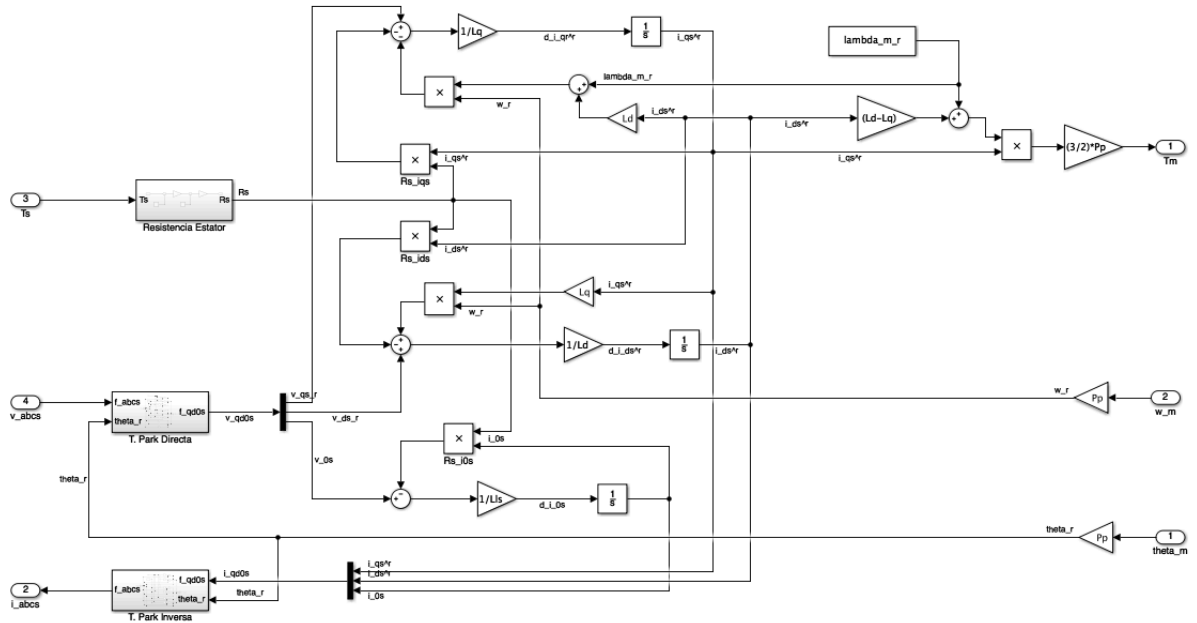 1/Lq
d_i_qr^r
1
s
i_qs^r
lambda_m_r
×
w_r
lambda_m_r
Ld
i_ds^r
i_ds^r
(Ld-Lq)
×
(3/2)*Pp
1
Tm
×
i_qs^r
Rs_iqs
i_qs^r
3
Ts
Ts
Rs
Resistencia Estator
Rs
×
i_ds^r
Rs_ids
×
w_r
Lq
i_qs^r
1/Ld
d_i_ds^r
1
s
i_ds^r
4
v_abcs
f_abcs
theta_r
f_qd0s
T. Park Directa
v_qd0s
v_qs_r
v_ds_r
v_0s
w_r
Pp
2
w_m
×
i_0s
Rs_i0s
theta_r
1/Lls
d_i_0s
1
s
theta_r
Pp
1
theta_m
2
i_abcs
f_abcs
f_qd0s
theta_r
T. Park Inversa
i_qd0s
theta_r
i_qs^r
i_ds^r
i_0s